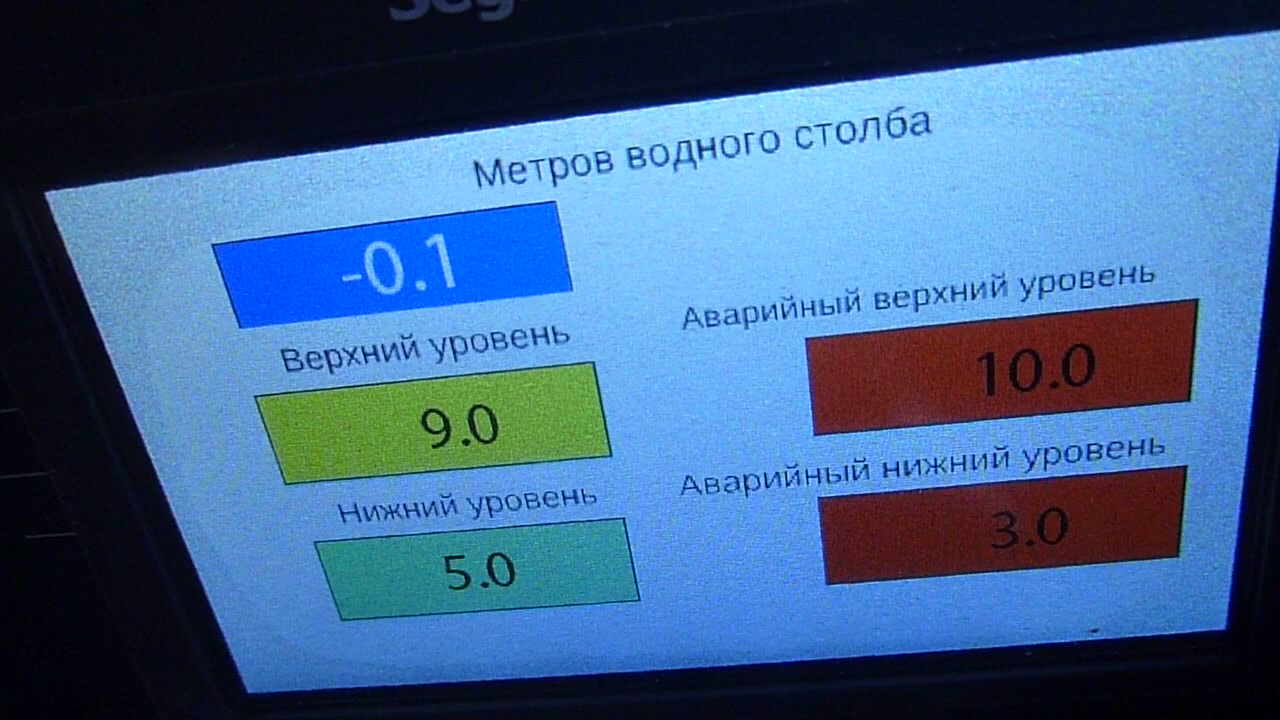 Метров водного столба
-0.1
Верхний уровень
9.0
Нижний уровень
5.0
Аварийный верхний уровень
10.0
Аварийный нижний уровень
3.0